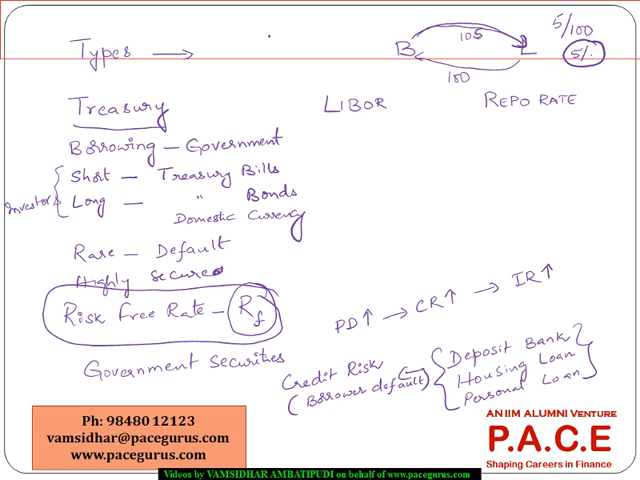 Types →
B 105 L
100
5/100
5%
Treasury
LIBOR
REPO RATE
Borrowing – Government
Investor
Short – Treasury Bills
Long – " Bonds
Domestic Currency
Rare – Default
Highly secured
Risk Free Rate – Rf
Government Securities
PD↑ → CR↑ → IR↑
Credit Risk
(Borrower default)
Deposit Bank
Housing Loan
Personal Loan
Ph: 98480 12123
vamsidhar@pacegurus.com
www.pacegurus.com
AN IIM ALUMNI VENTURE
P.A.C.E
Shaping Careers in Finance
Videos by VAMSIDHAR AMBATIPUDI on behalf of www.pacegurus.com